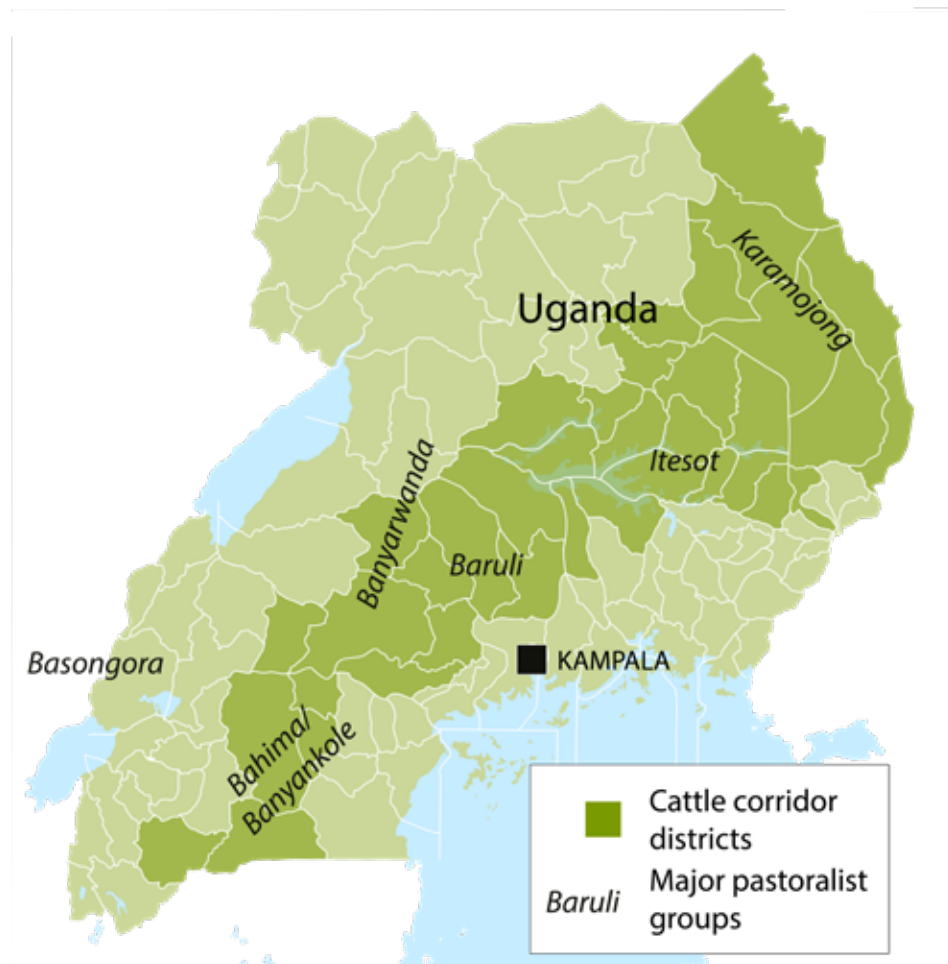 Karamojong
Uganda
Itesot
Banyarwanda
Baruli
KAMPALA
Basongora
Bahima/
Banyankole
Cattle corridor
districts
Baruli
Major pastoralist
groups